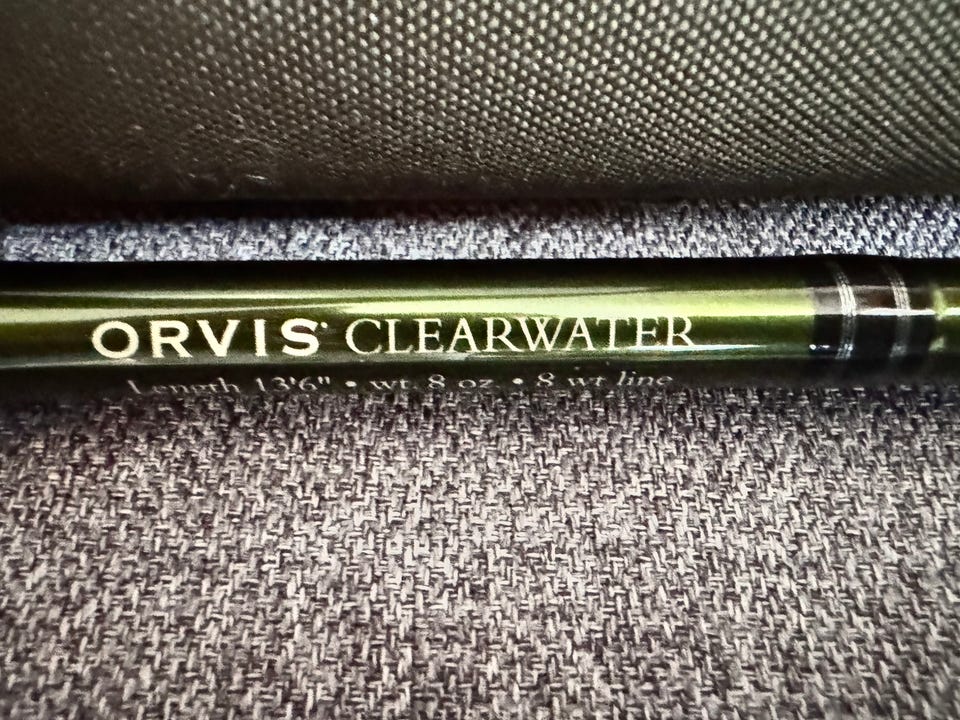 ORVIS® CLEARWATER
Length 13'6" • wt. 8 oz. • 8 wt line